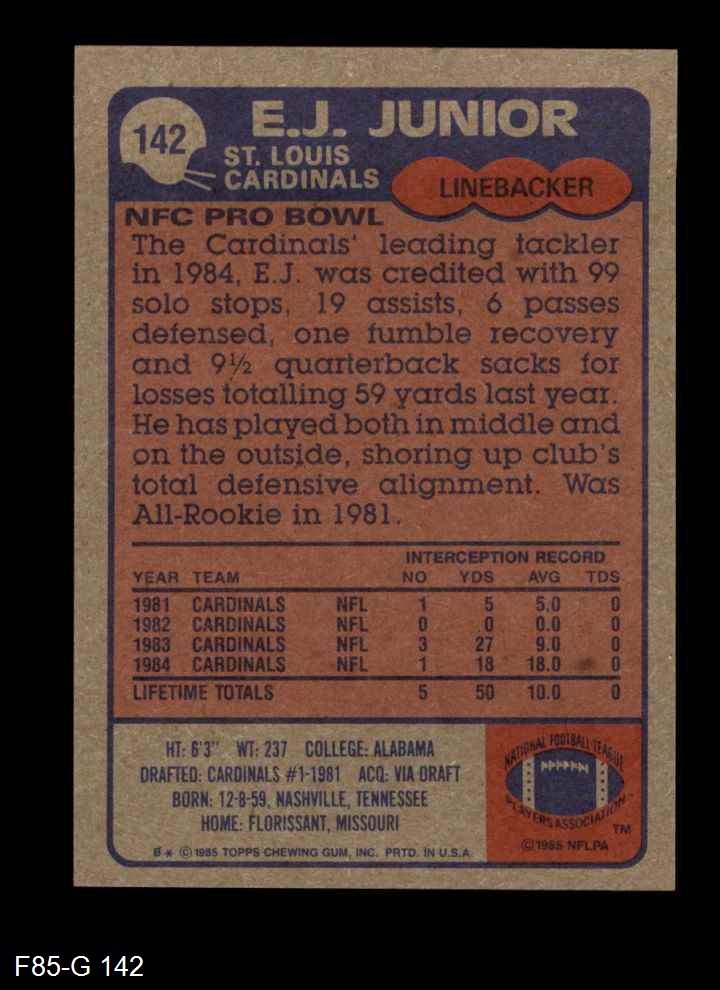 142
E.J. JUNIOR
ST. LOUIS
CARDINALS
LINEBACKER
NFC PRO BOWL
The Cardinals' leading tackler
in 1984, E.J. was credited with 99
solo stops, 19 assists, 6 passes
defensed, one fumble recovery
and 9½ quarterback sacks for
losses totalling 59 yards last year.
He has played both in middle and
on the outside, shoring up club's
total defensive alignment. Was
All-Rookie in 1981.
INTERCEPTION RECORD
YEAR TEAM NO YDS AVG TDS
1981 CARDINALS NFL 1 5 5.0 0
1982 CARDINALS NFL 0 0 0.0 0
1983 CARDINALS NFL 3 27 9.0 0
1984 CARDINALS NFL 1 18 18.0 0
LIFETIME TOTALS 5 50 10.0 0
HT: 6'3" WT: 237 COLLEGE: ALABAMA
DRAFTED: CARDINALS #1-1981 ACQ: VIA DRAFT
BORN: 12-8-59, NASHVILLE, TENNESSEE
HOME: FLORISSANT, MISSOURI
B* © 1985 TOPPS CHEWING GUM, INC. PRTD. IN U.S.A.
NATIONAL FOOTBALL LEAGUE
PLAYERS ASSOCIATION
TM
© 1985 NFLPA
F85-G 142